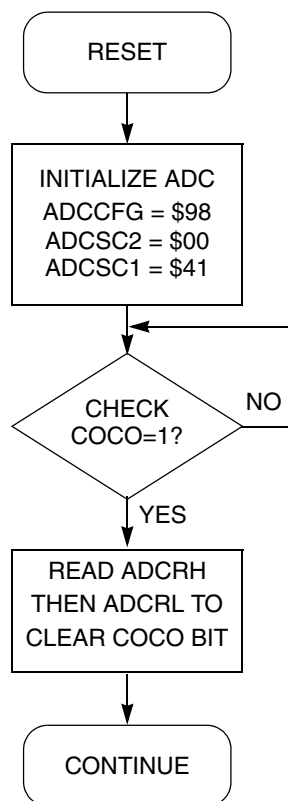 RESET
INITIALIZE ADC
ADCCFG = $98
ADCSC2 = $00
ADCSC1 = $41
CHECK
COCO=1?
NO
YES
READ ADCRH
THEN ADCRL TO
CLEAR COCO BIT
CONTINUE